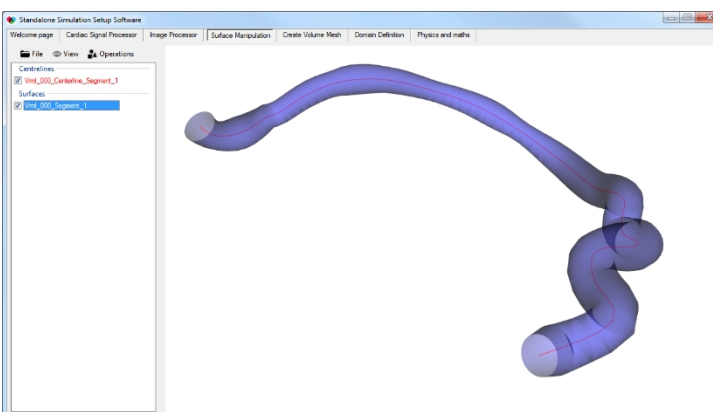 Standalone Simulation Setup Software
Welcome page Cardiac Signal Processor Image Processor Surface Manipulation Create Volume Mesh Domain Definition Physics and maths
File View Operations
Centrelines
Vml_000_Centerline_Segment_1
Surfaces
Vml_000_Segment_1